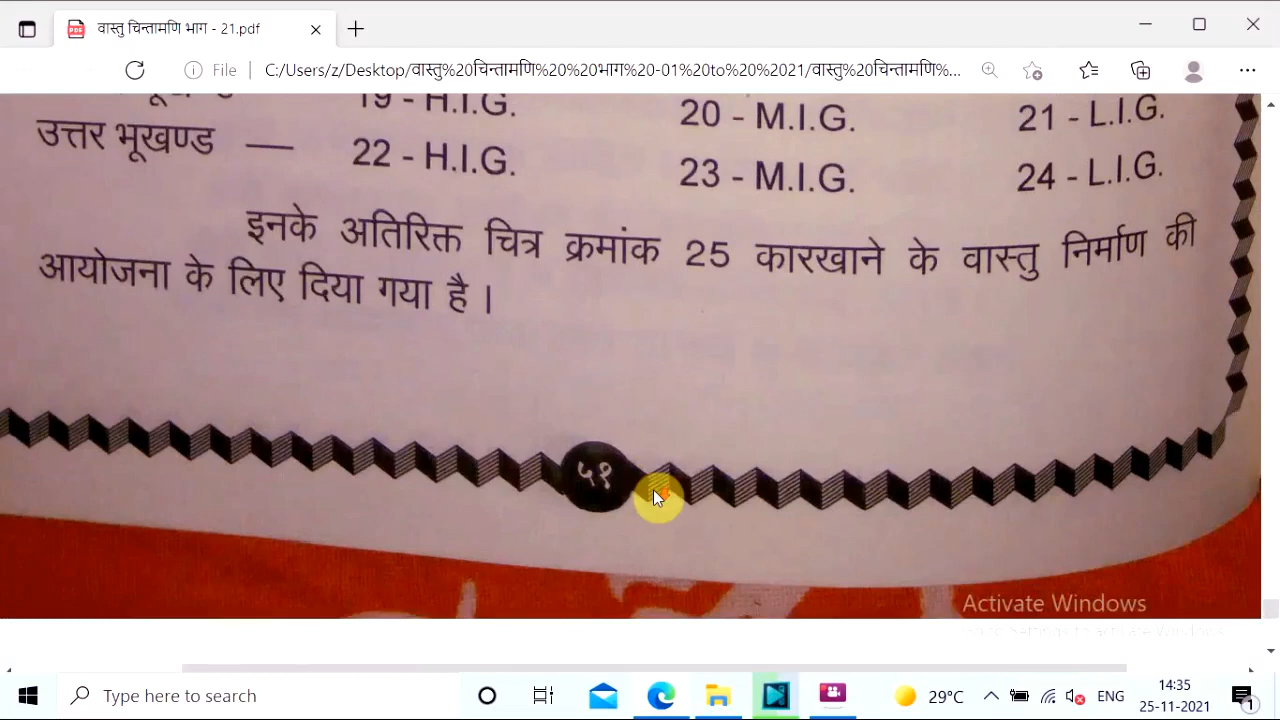 वास्तु चिन्तामणि भाग - 21.pdf
File | C:/Users/z/Desktop/वास्तु%20चिन्तामणि%20%20भाग%20-01%20to%20%2021/वास्तु%20चिन्तामणि%...
19 - H.I.G. 20 - M.I.G. 21 - L.I.G.
उत्तर भूखण्ड — 22 - H.I.G. 23 - M.I.G. 24 - L.I.G.
इनके अतिरिक्त चित्र क्रमांक 25 कारखाने के वास्तु निर्माण की
आयोजना के लिए दिया गया है ।
५१
Activate Windows
Type here to search
29°C
ENG
14:35
25-11-2021
1